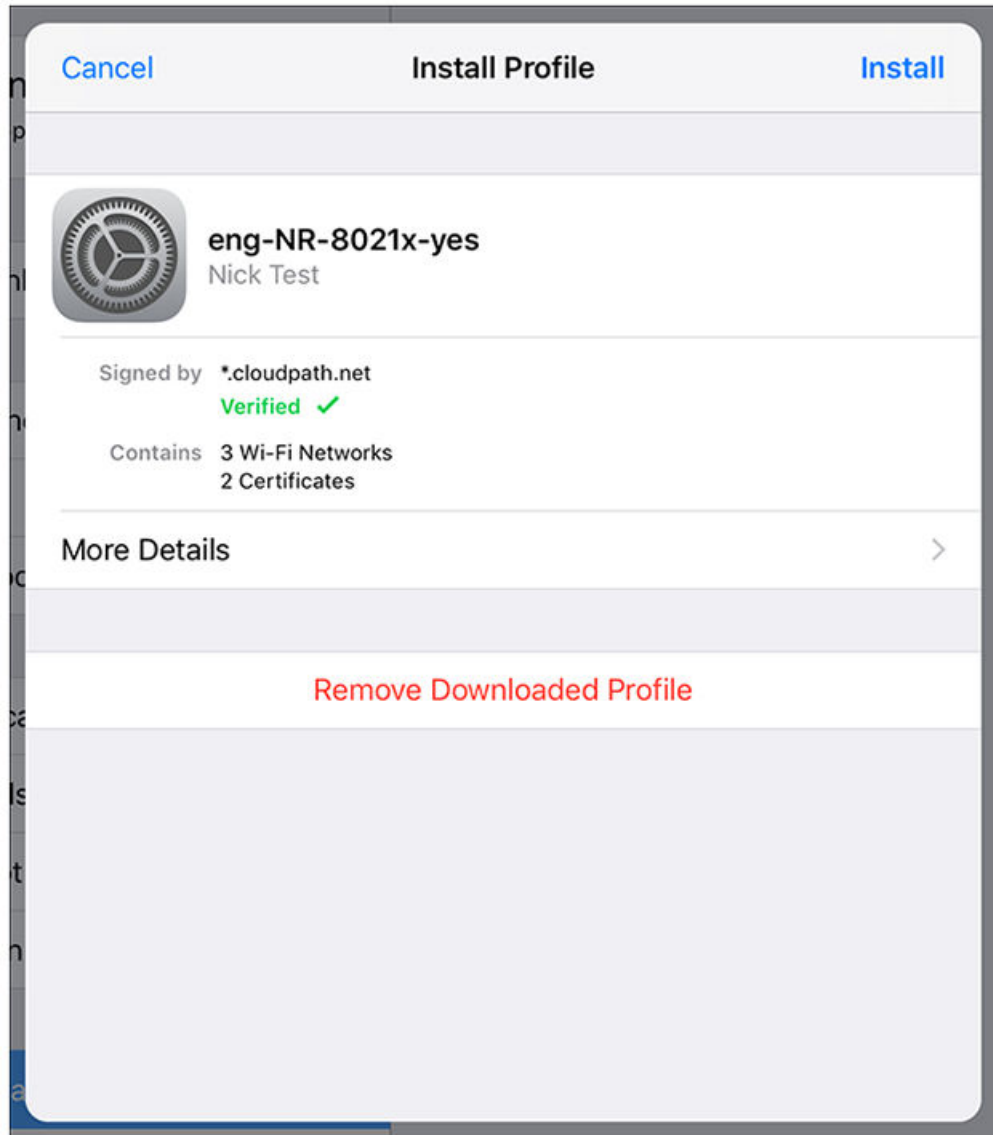 Cancel Install Profile Install
eng-NR-8021x-yes
Nick Test
Signed by *.cloudpath.net
Verified ✓
Contains 3 Wi-Fi Networks
2 Certificates
More Details
Remove Downloaded Profile